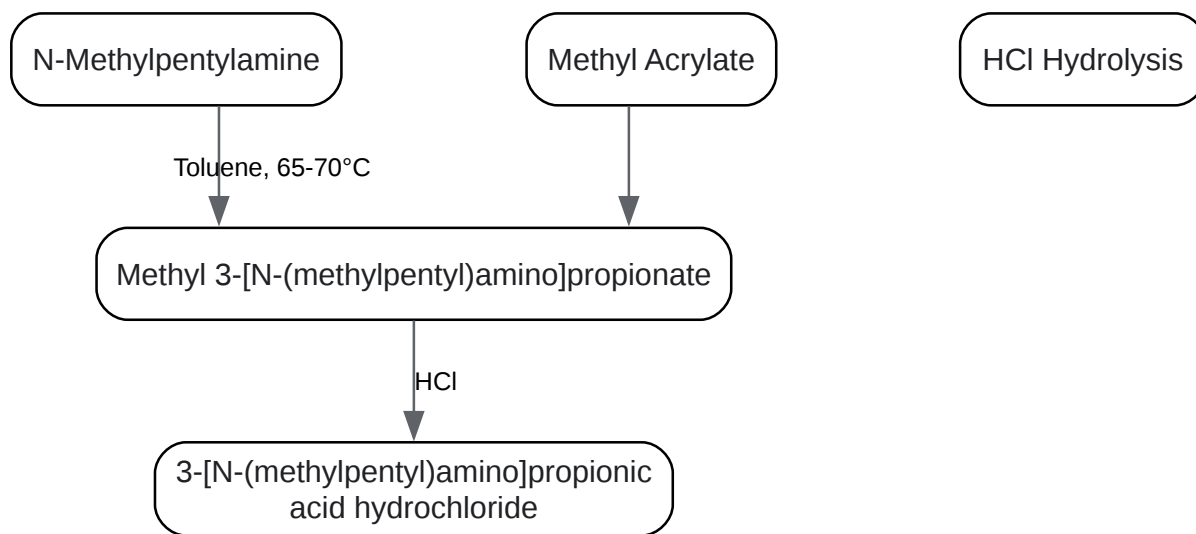 N-Methylpentylamine
Methyl Acrylate
HCl Hydrolysis
Toluene, 65-70°C
Methyl 3-[N-(methylpentyl)amino]propionate
HCl
3-[N-(methylpentyl)amino]propionic
acid hydrochloride